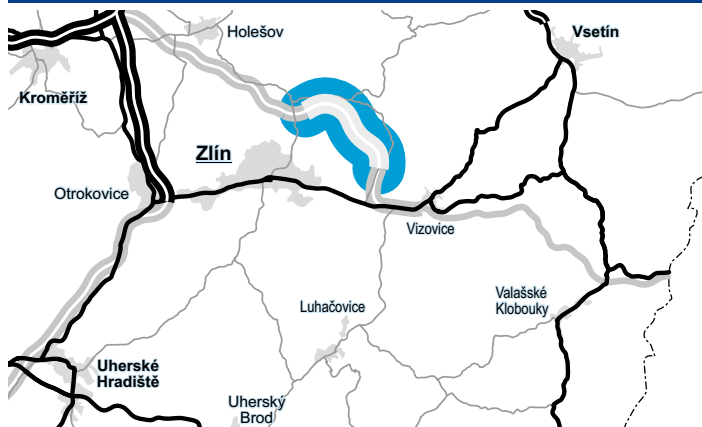 Holešov
Vsetín
Kroměříž
Zlín
Otrokovice
Vizovice
Luhačovice
Valašské
Klobouky
Uherské
Hradiště
Uherský
Brod